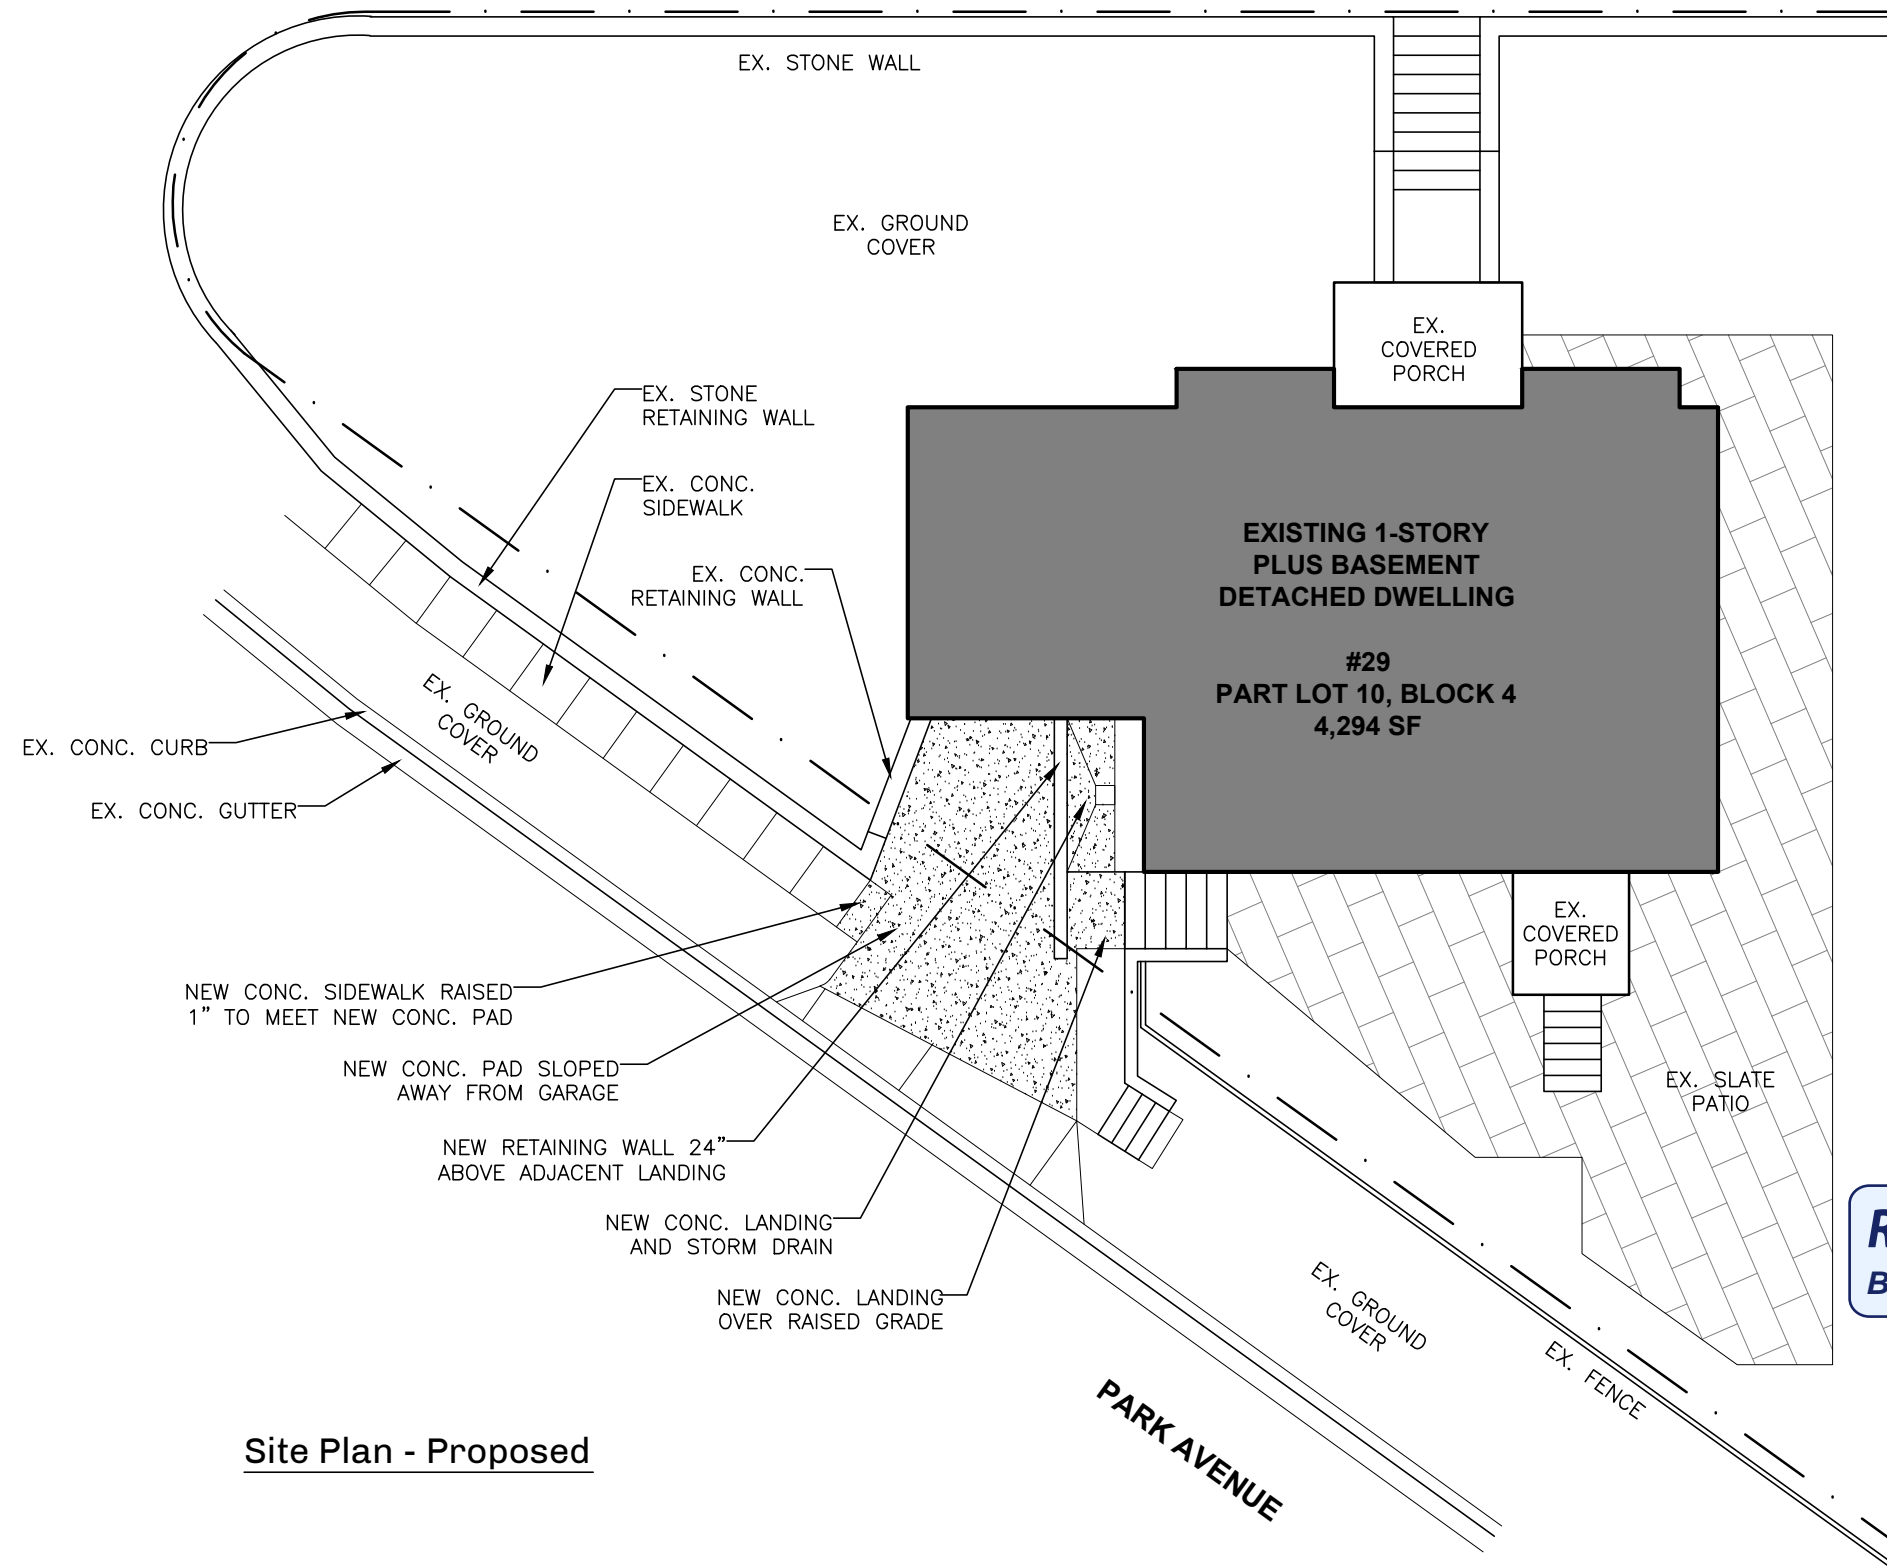 EX. STONE WALL
EX. GROUND
COVER
EX.
COVERED
PORCH
EX. STONE
RETAINING WALL
EX. CONC.
SIDEWALK
EX. CONC.
RETAINING WALL
EXISTING 1-STORY
PLUS BASEMENT
DETACHED DWELLING
#29
PART LOT 10, BLOCK 4
4,294 SF
EX. GROUND
COVER
EX. CONC. CURB
EX. CONC. GUTTER
EX.
COVERED
PORCH
NEW CONC. SIDEWALK RAISED
1” TO MEET NEW CONC. PAD
NEW CONC. PAD SLOPED
AWAY FROM GARAGE
EX. SLATE
PATIO
NEW RETAINING WALL 24”
ABOVE ADJACENT LANDING
NEW CONC. LANDING
AND STORM DRAIN
NEW CONC. LANDING
OVER RAISED GRADE
EX. GROUND
COVER
EX. FENCE
PARK AVENUE
Site Plan - Proposed